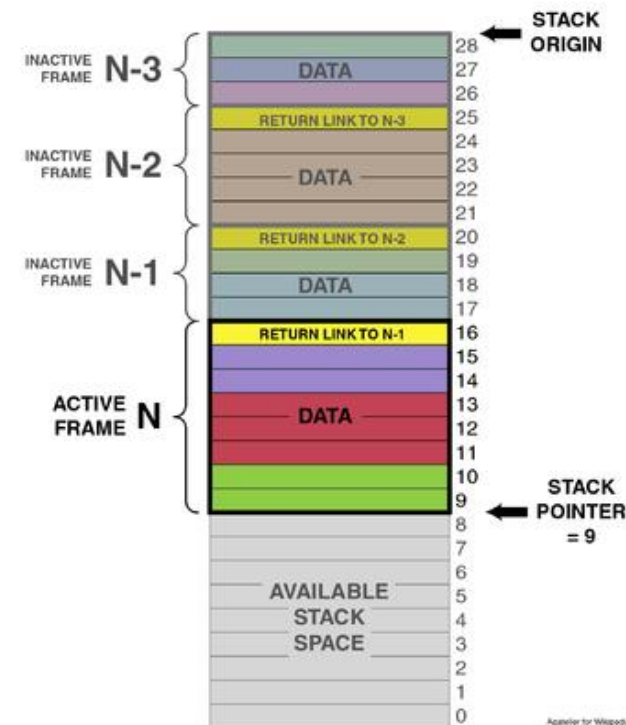 STACK
ORIGIN
INACTIVE
FRAME N-3
DATA
28
27
26
INACTIVE
FRAME N-2
RETURN LINK TO N-3
DATA
25
24
23
22
21
INACTIVE
FRAME N-1
RETURN LINK TO N-2
DATA
20
19
18
17
ACTIVE
FRAME N
RETURN LINK TO N-1
DATA
16
15
14
13
12
11
10
9
STACK
POINTER
= 9
AVAILABLE
STACK
SPACE
8
7
6
5
4
3
2
1
0